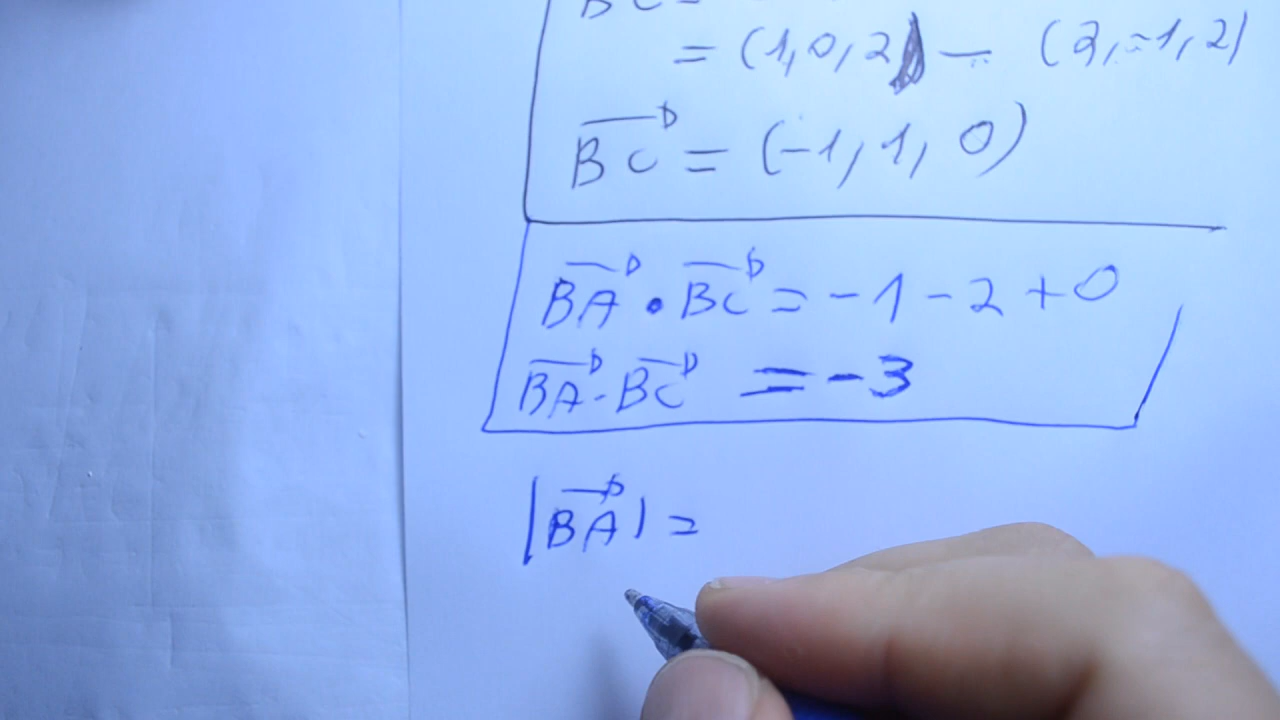 BC =
= (1, 0, 2) - (2, -1, 2)
BC = (-1, 1, 0)
BA • BC = -1 - 2 + 0
BA - BC = -3
|BA| =